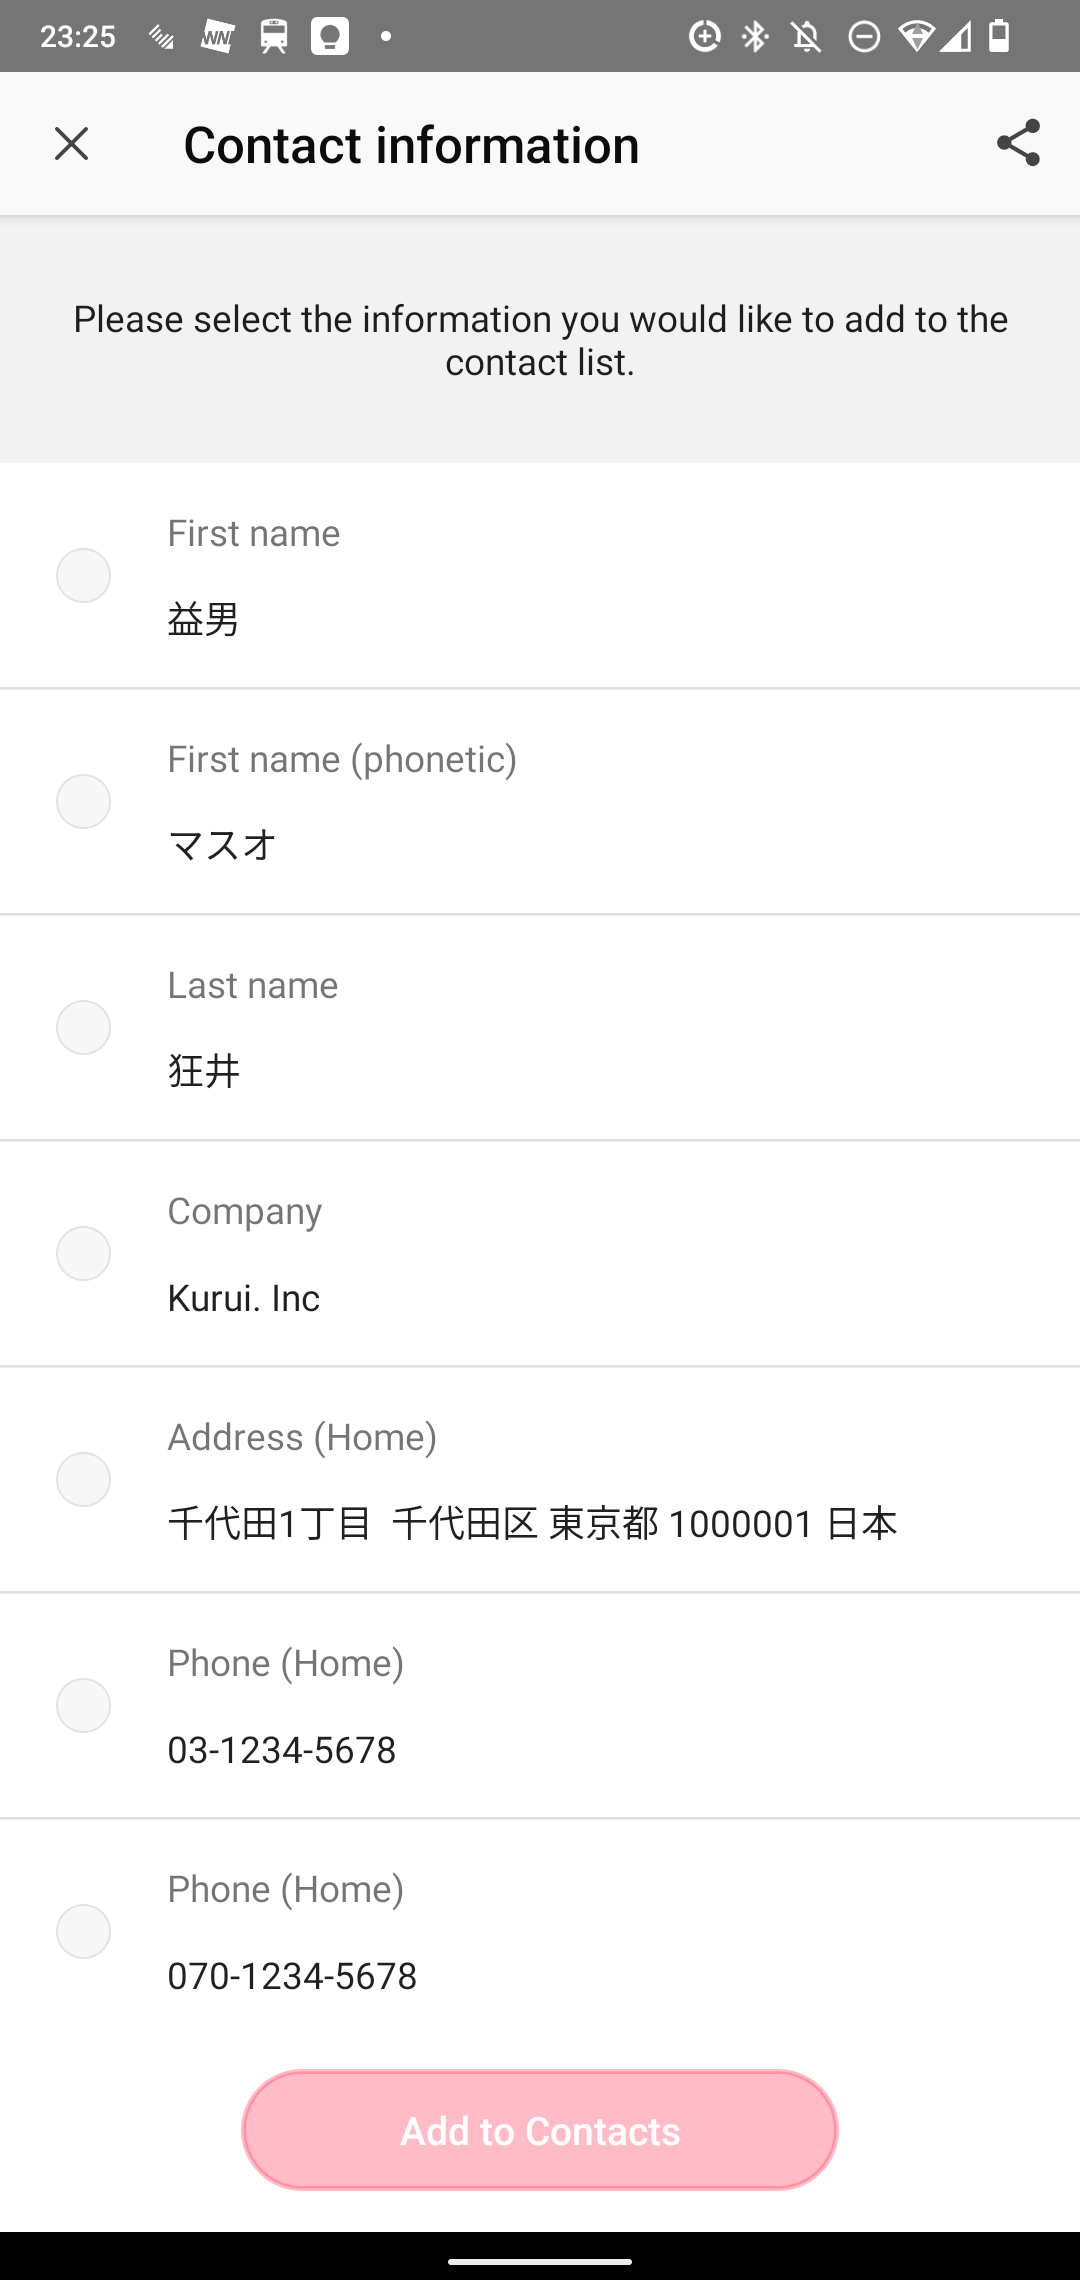 23:25
Contact information
Please select the information you would like to add to the
contact list.
First name
益男
First name (phonetic)
マスオ
Last name
狂井
Company
Kurui. Inc
Address (Home)
千代田1丁目 千代田区 東京都 1000001 日本
Phone (Home)
03-1234-5678
Phone (Home)
070-1234-5678
Add to Contacts